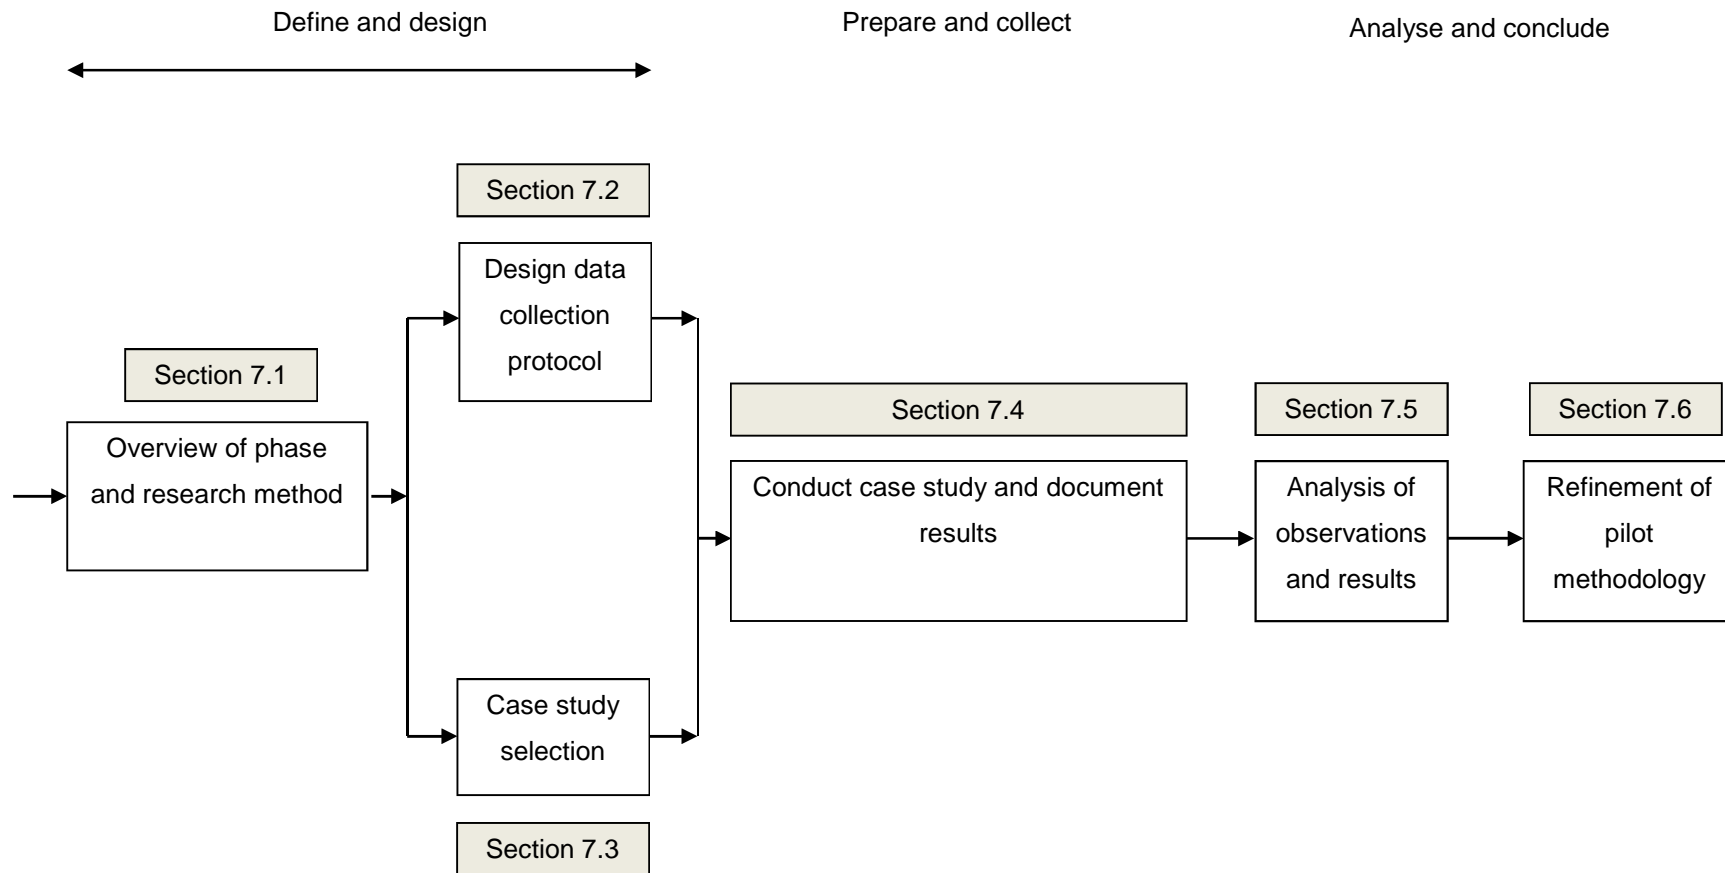 Define and design
Prepare and collect
Analyse and conclude
Section 7.2
Design data
collection
protocol
Section 7.1
Overview of phase
and research method
Section 7.4
Conduct case study and document
results
Section 7.5
Analysis of
observations
and results
Section 7.6
Refinement of
pilot
methodology
Case study
selection
Section 7.3